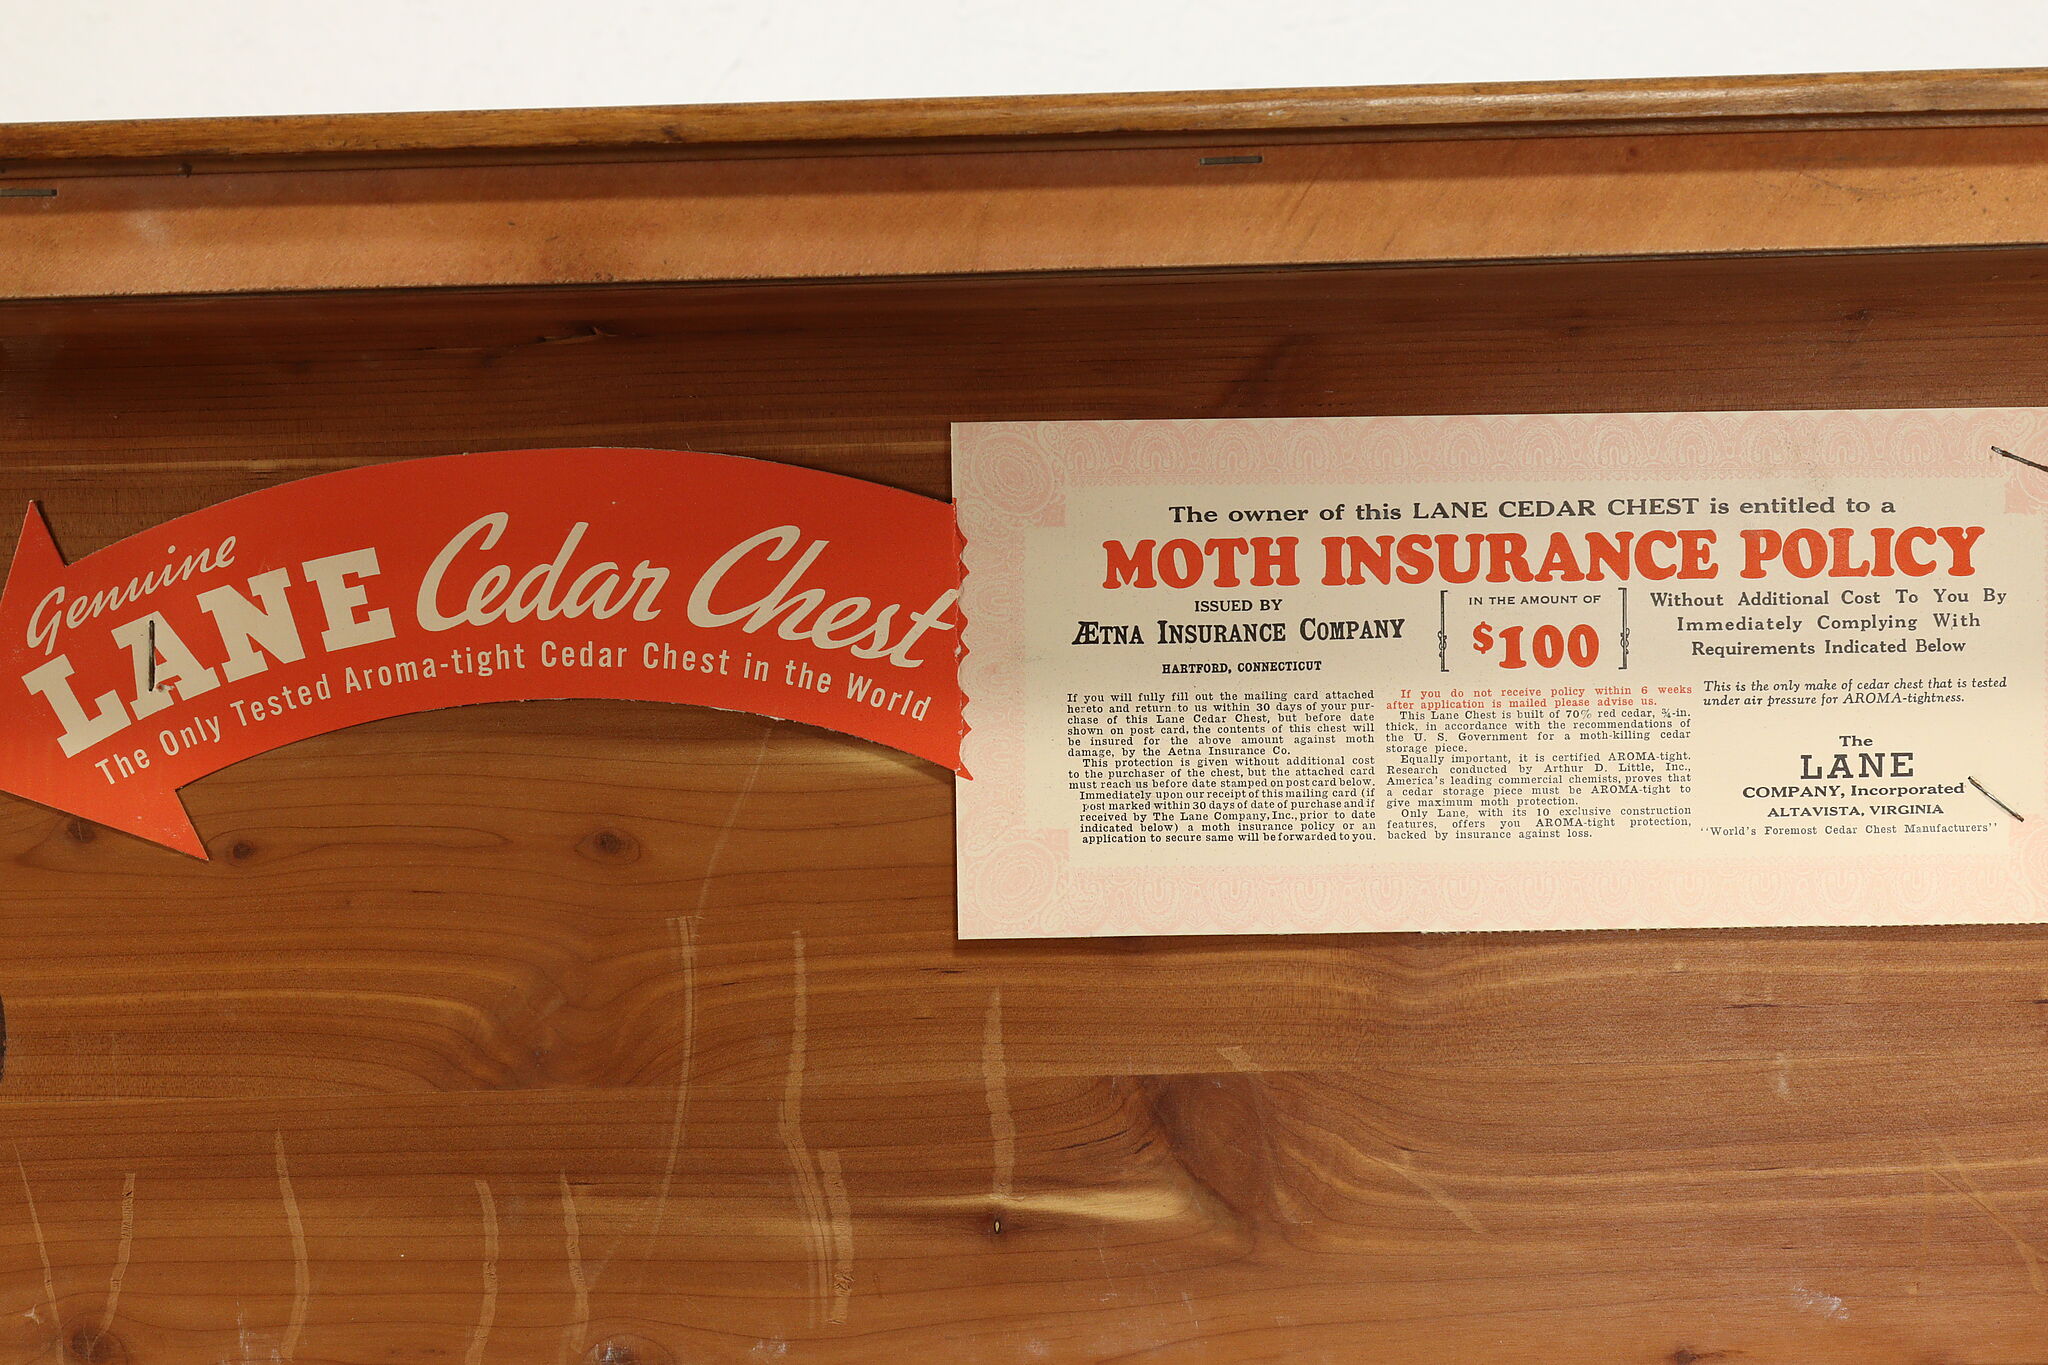 Genuine
LANE Cedar Chest
The Only Tested Aroma-tight Cedar Chest in the World
The owner of this LANE CEDAR CHEST is entitled to a
MOTH INSURANCE POLICY
ISSUED BY
ÆTNA INSURANCE COMPANY
HARTFORD, CONNECTICUT
IN THE AMOUNT OF
$100
Without Additional Cost To You By
Immediately Complying With
Requirements Indicated Below
If you will fully fill out the mailing card attached
hereto and return to us within 30 days of your pur-
chase of this Lane Cedar Chest, but before date
shown on post card, the contents of this chest will
be insured for the above amount against moth
damage, by the Aetna Insurance Co.
This protection is given without additional cost
to the purchaser of the chest, but the attached card
must reach us before date stamped on post card below.
Immediately upon our receipt of this mailing card (if
post marked within 30 days of date of purchase and if
received by The Lane Company, Inc., prior to date
indicated below) a moth insurance policy or an
application to secure same will be forwarded to you.
If you do not receive policy within 6 weeks
after application is mailed please advise us.
This Lane Chest is built of 70% red cedar, ¾-in.
thick, in accordance with the recommendations of
the U. S. Government for a moth-killing cedar
storage piece.
Equally important, it is certified AROMA-tight.
Research conducted by Arthur D. Little, Inc.,
America's leading commercial chemists, proves that
a cedar storage piece must be AROMA-tight to
give maximum moth protection.
Only Lane, with its 10 exclusive construction
features, offers you AROMA-tight protection,
backed by insurance against loss.
This is the only make of cedar chest that is tested
under air pressure for AROMA-tightness.
The
LANE
COMPANY, Incorporated
ALTAVISTA, VIRGINIA
"World's Foremost Cedar Chest Manufacturers"